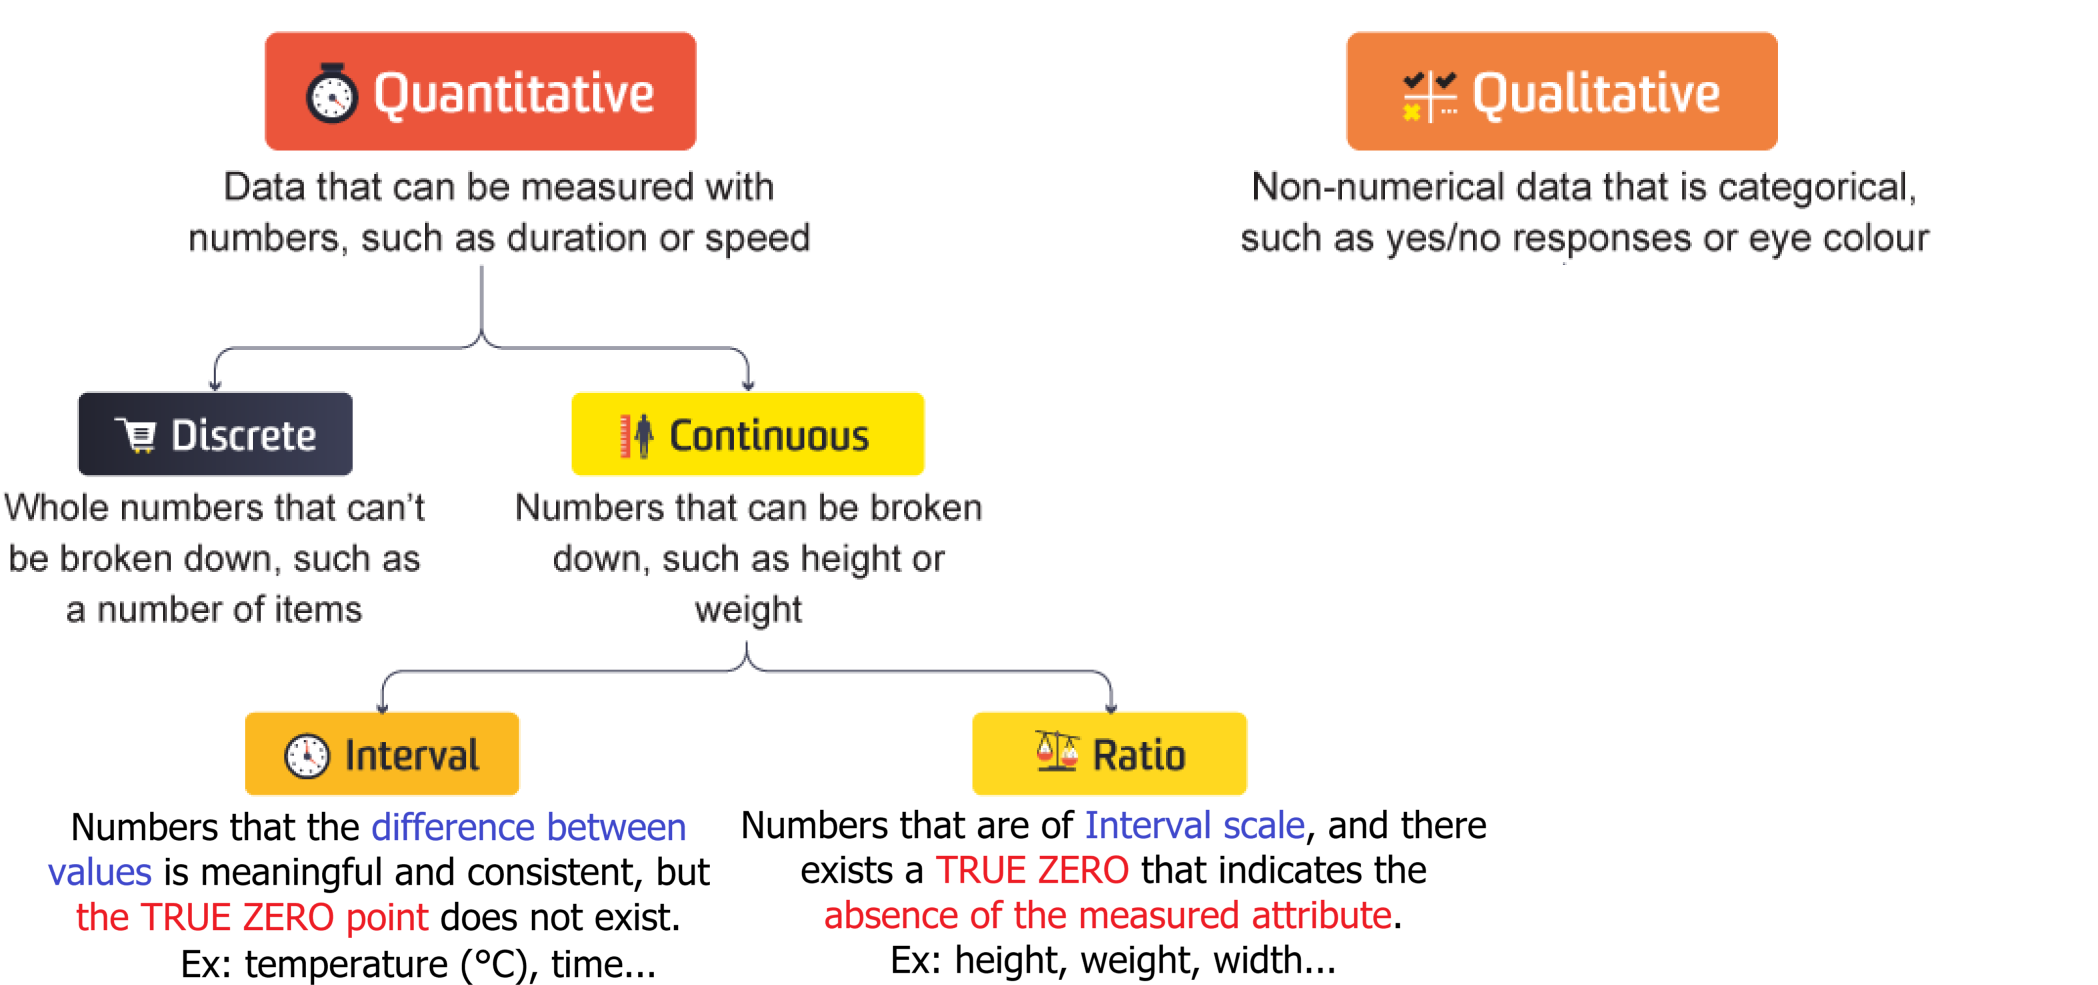 Quantitative
Data that can be measured with
numbers, such as duration or speed
Qualitative
Non-numerical data that is categorical,
such as yes/no responses or eye colour
Discrete
Whole numbers that can't
be broken down, such as
a number of items
Continuous
Numbers that can be broken
down, such as height or
weight
Interval
Numbers that the difference between
values is meaningful and consistent, but
the TRUE ZERO point does not exist.
Ex: temperature (°C), time...
Ratio
Numbers that are of Interval scale, and there
exists a TRUE ZERO that indicates the
absence of the measured attribute.
Ex: height, weight, width...